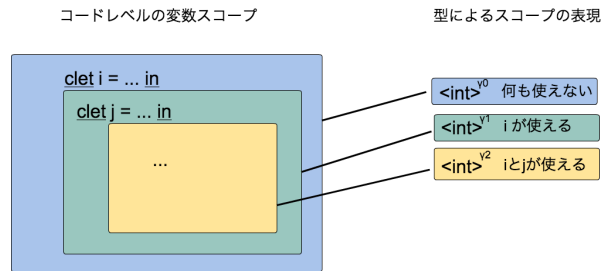 コードレベルの変数スコープ
型によるスコープの表現
clet i = ... in
clet j = ... in
...
<int>^γ0 何も使えない
<int>^γ1 i が使える
<int>^γ2 iとjが使える